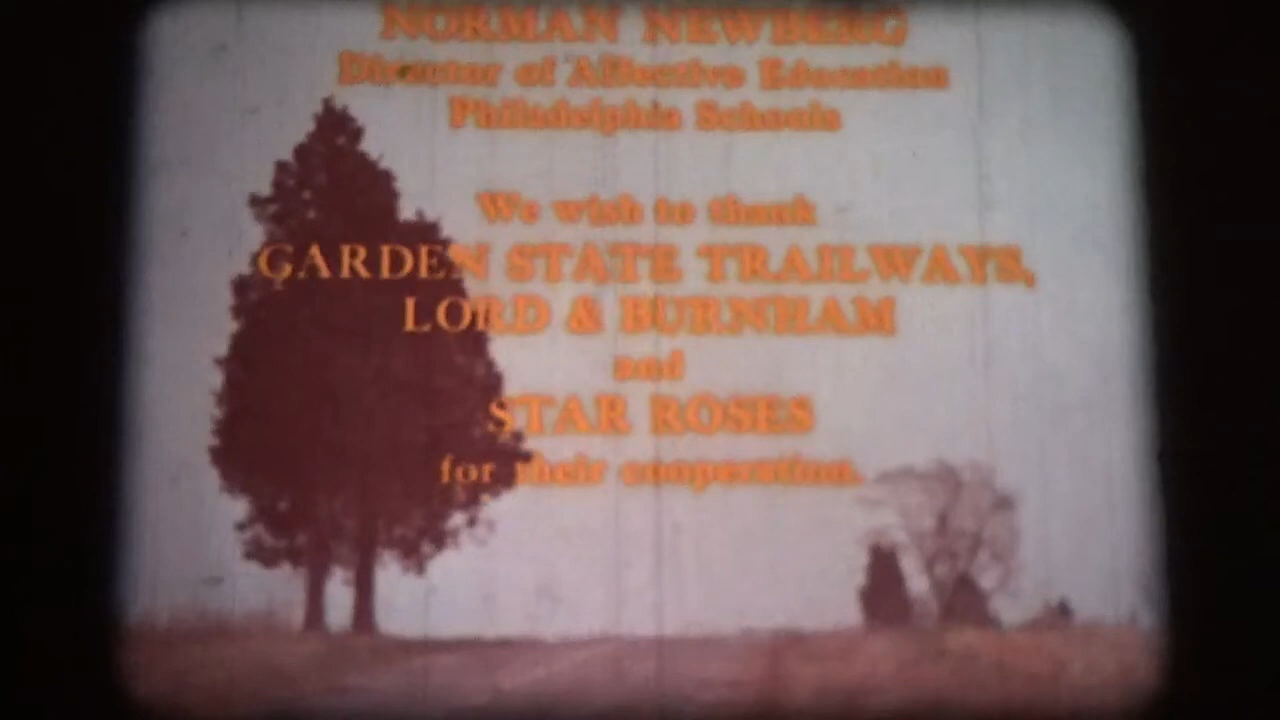 NORMAN NEWBERG
Director of Affective Education
Philadelphia Schools
We wish to thank
GARDEN STATE TRAILWAYS,
LORD & BURNHAM
and
STAR ROSES
for their cooperation.